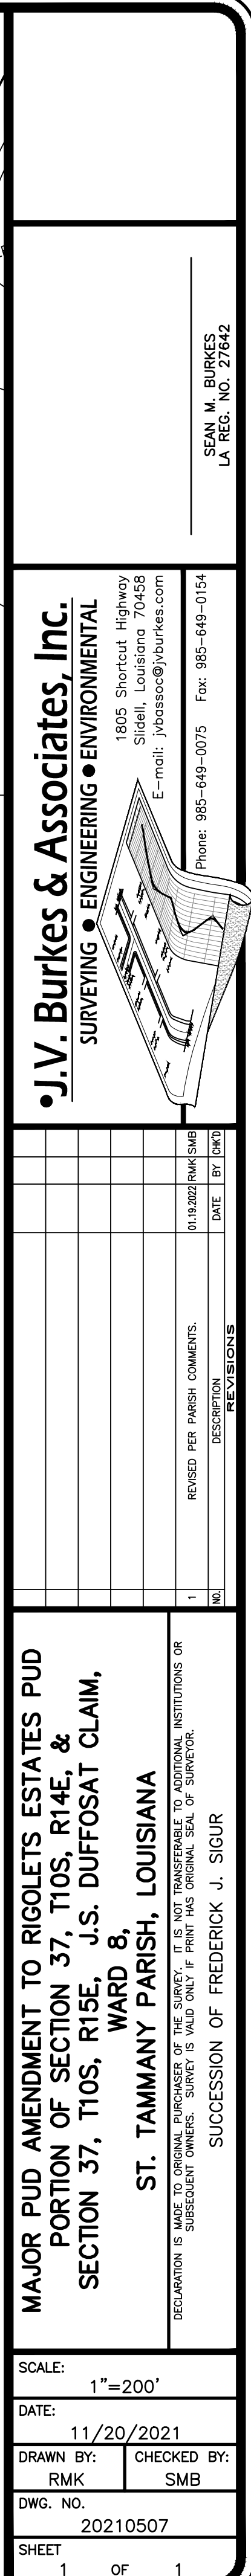 SEAN M. BURKES
LA REG. NO. 27642
•J.V. Burkes & Associates, Inc.
SURVEYING ● ENGINEERING ● ENVIRONMENTAL
1805 Shortcut Highway
Slidell, Louisiana 70458
E-mail: jvbassoc@jvburkes.com
Phone: 985-649-0075 Fax: 985-649-0154
1 REVISED PER PARISH COMMENTS. 01.19.2022 RMK SMB
NO. DESCRIPTION DATE BY CHK'D
REVISIONS
MAJOR PUD AMENDMENT TO RIGOLETS ESTATES PUD
PORTION OF SECTION 37, T10S, R14E, &
SECTION 37, T10S, R15E, J.S. DUFFOSAT CLAIM,
WARD 8,
ST. TAMMANY PARISH, LOUISIANA
DECLARATION IS MADE TO ORIGINAL PURCHASER OF THE SURVEY. IT IS NOT TRANSFERABLE TO ADDITIONAL INSTITUTIONS OR
SUBSEQUENT OWNERS. SURVEY IS VALID ONLY IF PRINT HAS ORIGINAL SEAL OF SURVEYOR.
SUCCESSION OF FREDERICK J. SIGUR
SCALE:
1"=200'
DATE:
11/20/2021
DRAWN BY: CHECKED BY:
RMK SMB
DWG. NO.
20210507
SHEET
1 OF 1